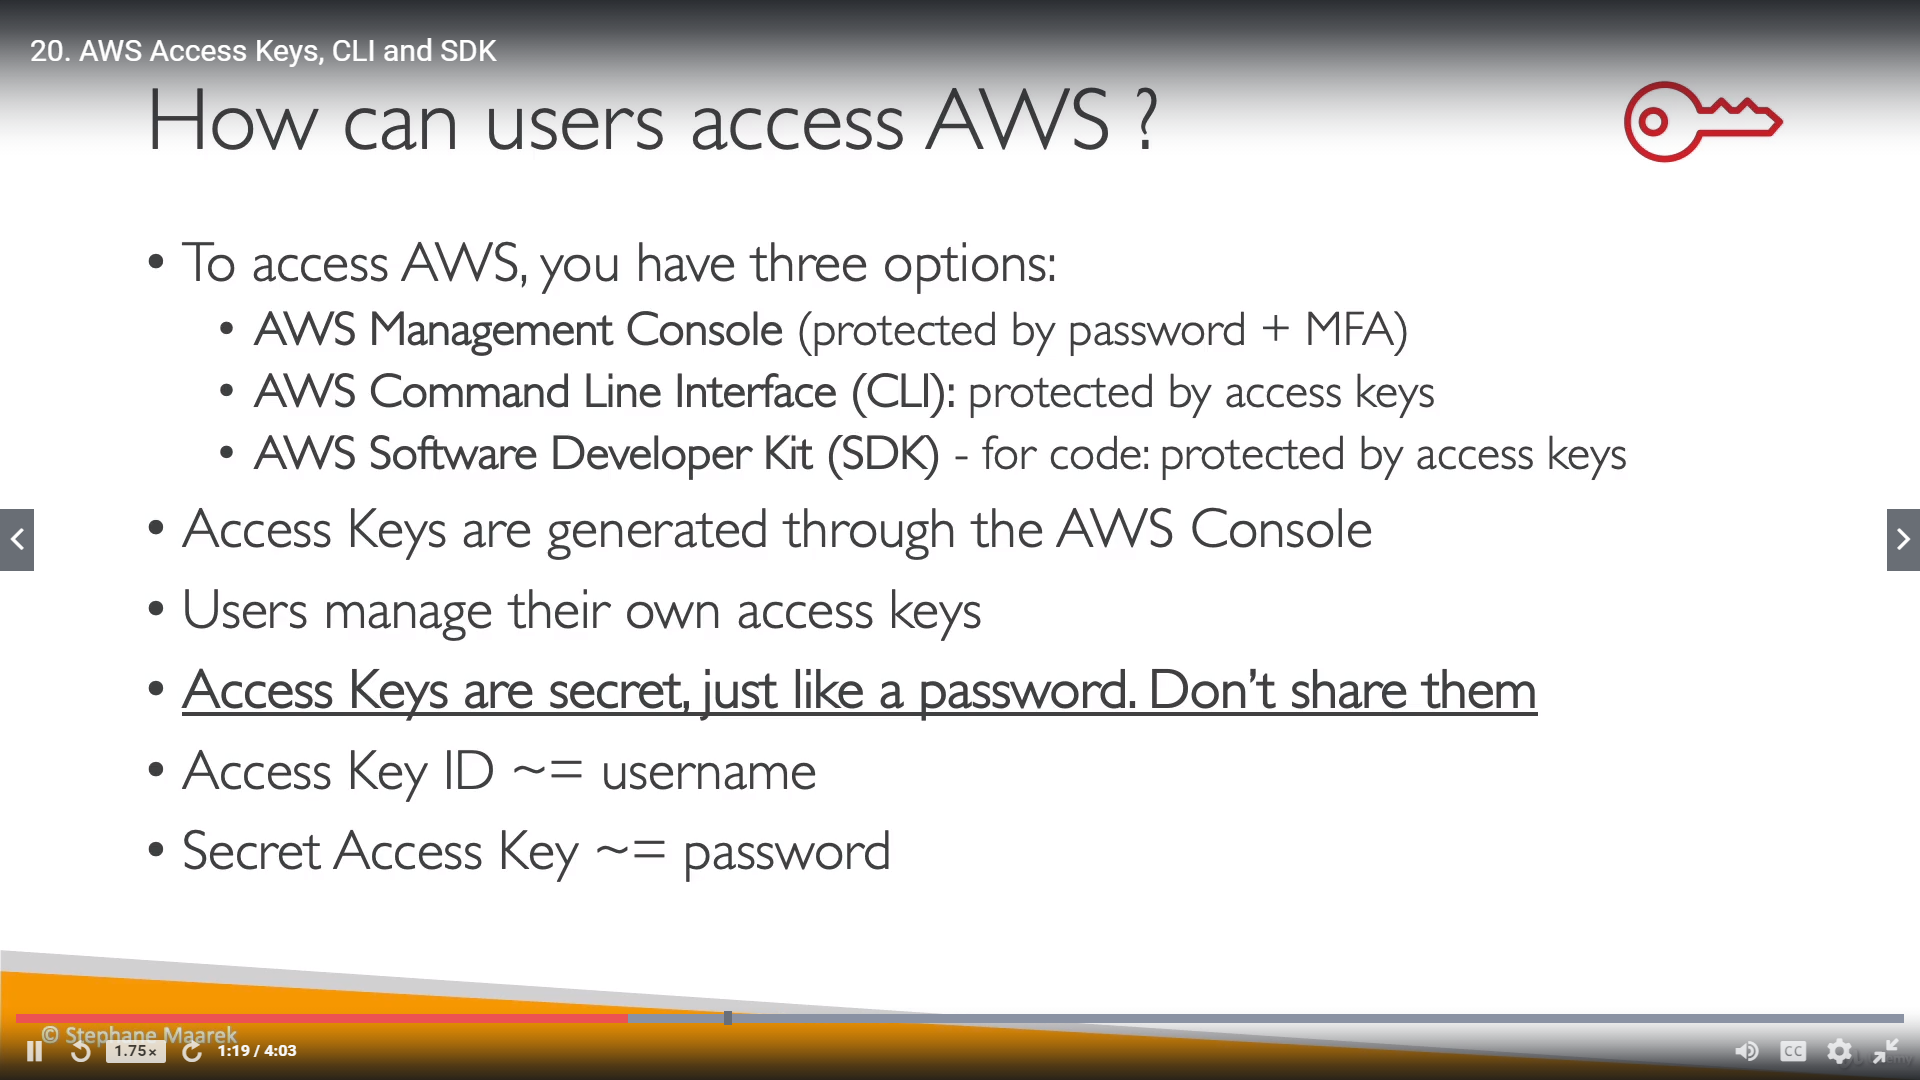 20. AWS Access Keys, CLI and SDK
How can users access AWS ?
• To access AWS, you have three options:
• AWS Management Console (protected by password + MFA)
• AWS Command Line Interface (CLI): protected by access keys
• AWS Software Developer Kit (SDK) - for code: protected by access keys
• Access Keys are generated through the AWS Console
• Users manage their own access keys
• Access Keys are secret, just like a password. Don’t share them
• Access Key ID ~= username
• Secret Access Key ~= password
© Stephane Maarek
1.75x
1:19 / 4:03
CC